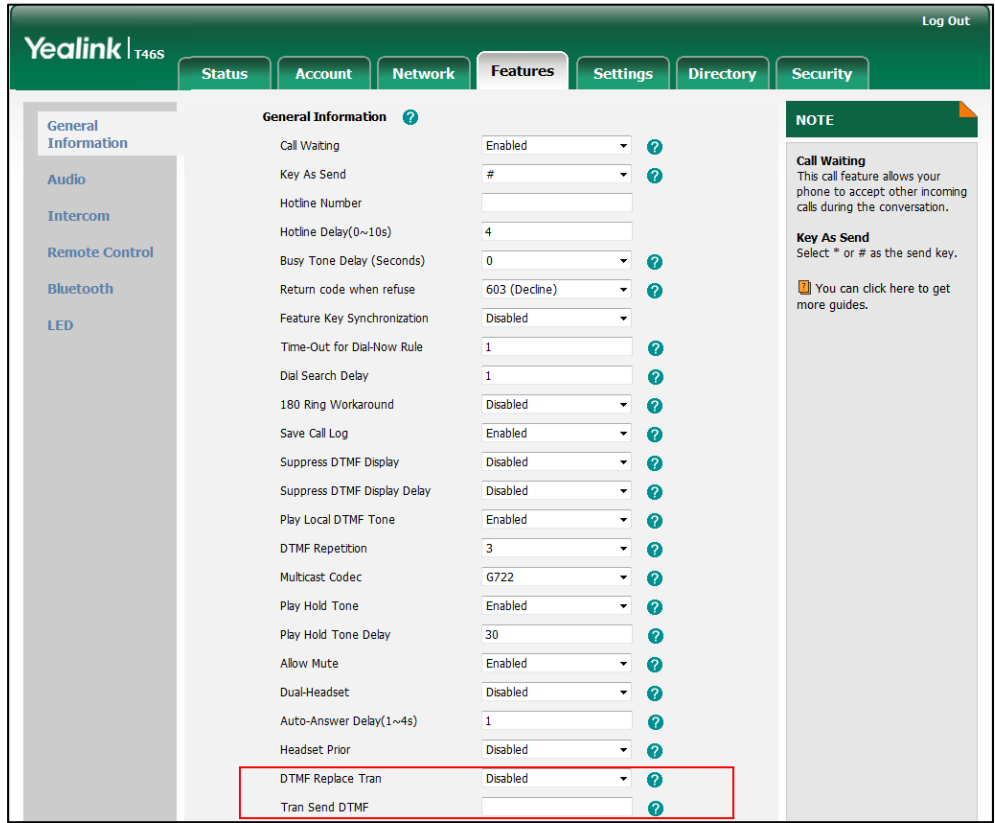 Log Out
Yealink | T46S
Status Account Network Features Settings Directory Security
General
Information
Audio
Intercom
Remote Control
Bluetooth
LED
General Information ?
Call Waiting Enabled ?
Key As Send # ?
Hotline Number
Hotline Delay(0~10s) 4
Busy Tone Delay (Seconds) 0 ?
Return code when refuse 603 (Decline) ?
Feature Key Synchronization Disabled
Time-Out for Dial-Now Rule 1 ?
Dial Search Delay 1 ?
180 Ring Workaround Disabled ?
Save Call Log Enabled ?
Suppress DTMF Display Disabled ?
Suppress DTMF Display Delay Disabled ?
Play Local DTMF Tone Enabled ?
DTMF Repetition 3 ?
Multicast Codec G722 ?
Play Hold Tone Enabled ?
Play Hold Tone Delay 30 ?
Allow Mute Enabled ?
Dual-Headset Disabled ?
Auto-Answer Delay(1~4s) 1 ?
Headset Prior Disabled ?
DTMF Replace Tran Disabled ?
Tran Send DTMF ?
NOTE
Call Waiting
This call feature allows your
phone to accept other incoming
calls during the conversation.
Key As Send
Select * or # as the send key.
? You can click here to get
more guides.